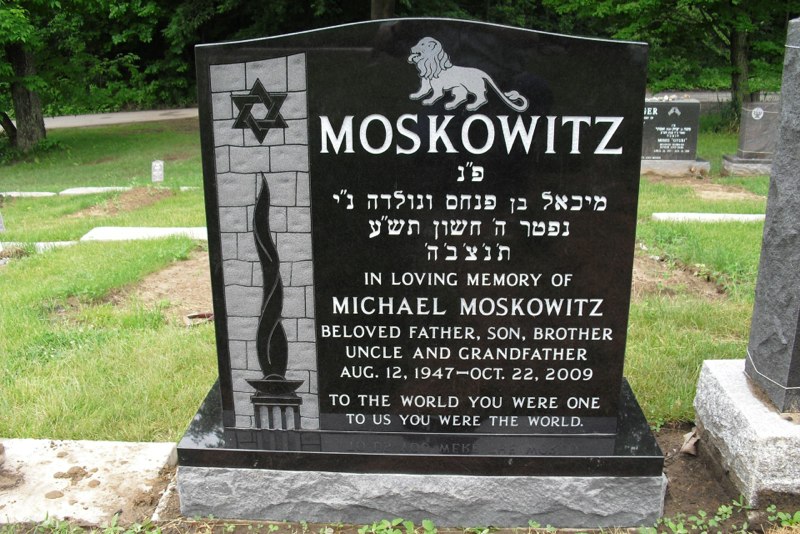 MOSKOWITZ
פ"נ
מיכאל בן פנחס ונולדה נ"י
נפטר ה' חשון תש"ע
ת'נ'צ'ב'ה'
IN LOVING MEMORY OF
MICHAEL MOSKOWITZ
BELOVED FATHER, SON, BROTHER
UNCLE AND GRANDFATHER
AUG. 12, 1947—OCT. 22, 2009
TO THE WORLD YOU WERE ONE
TO US YOU WERE THE WORLD.